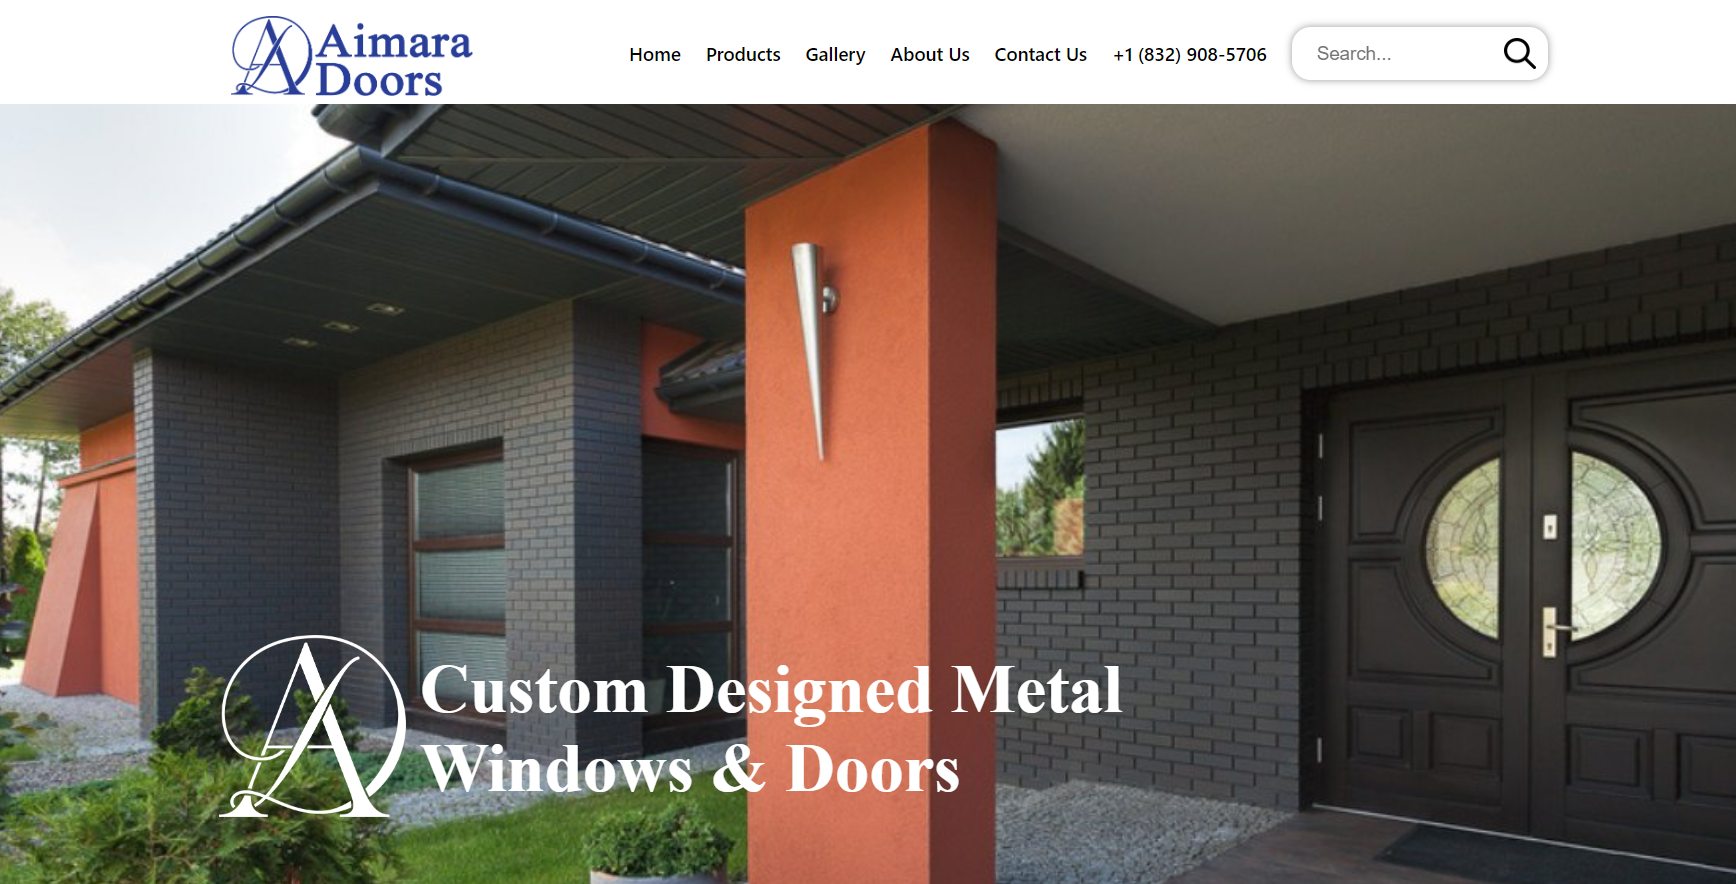 Aimara
Doors
Home Products Gallery About Us Contact Us +1 (832) 908-5706 Search...
Custom Designed Metal
Windows & Doors